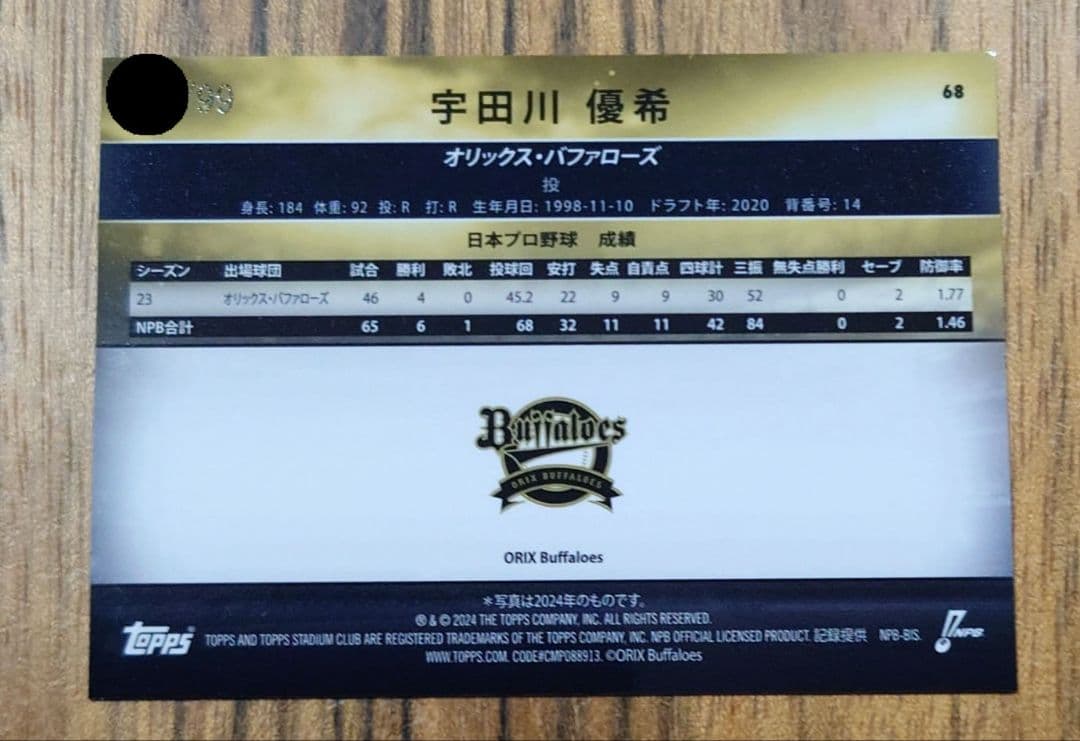 99
宇田川 優希
68
オリックス・バファローズ
投
身長: 184 体重: 92 投: R 打: R 生年月日: 1998-11-10 ドラフト年: 2020 背番号: 14
日本プロ野球 成績
シーズン 出場球団 試合 勝利 敗北 投球回 安打 失点 自責点 四球計 三振 無失点勝利 セーブ 防御率
23 オリックス・バファローズ 46 4 0 45.2 22 9 9 30 52 0 2 1.77
NPB合計 65 6 1 68 32 11 11 42 84 0 2 1.46
Buffaloes
ORIX BUFFALOES
ORIX Buffaloes
*写真は2024年のものです。
® & © 2024 THE TOPPS COMPANY, INC. ALL RIGHTS RESERVED.
topps
TOPPS AND TOPPS STADIUM CLUB ARE REGISTERED TRADEMARKS OF THE TOPPS COMPANY, INC. NPB OFFICIAL LICENSED PRODUCT. 記録提供 NPB-BIS.
NPB
WWW.TOPPS.COM. CODE#CMP088913. ©ORIX Buffaloes